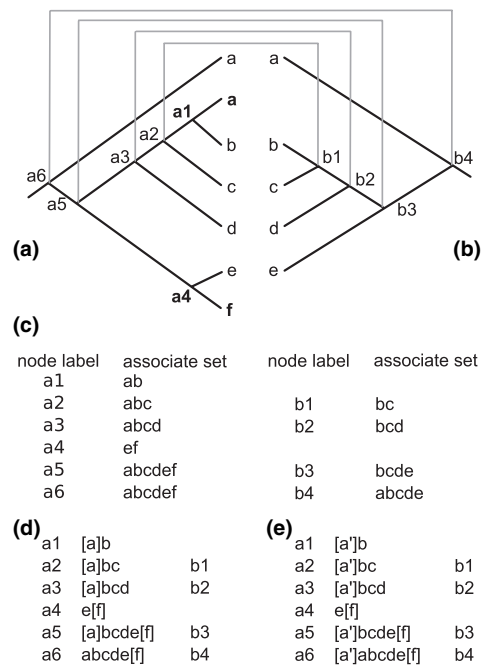 a a
a
a1
b b
a2 b1
a6 a3 b4
c c b2
a5 b3
d d
(a) (b)
e e
a4
f
(c)
node label associate set node label associate set
a1 ab
a2 abc b1 bc
a3 abcd b2 bcd
a4 ef
a5 abcdef b3 bcde
a6 abcdef b4 abcde
(d) (e)
a1 [a]b a1 [a']b
a2 [a]bc b1 a2 [a']bc b1
a3 [a]bcd b2 a3 [a']bcd b2
a4 e[f] a4 e[f]
a5 [a]bcde[f] b3 a5 [a']bcde[f] b3
a6 abcde[f] b4 a6 [a']abcde[f] b4